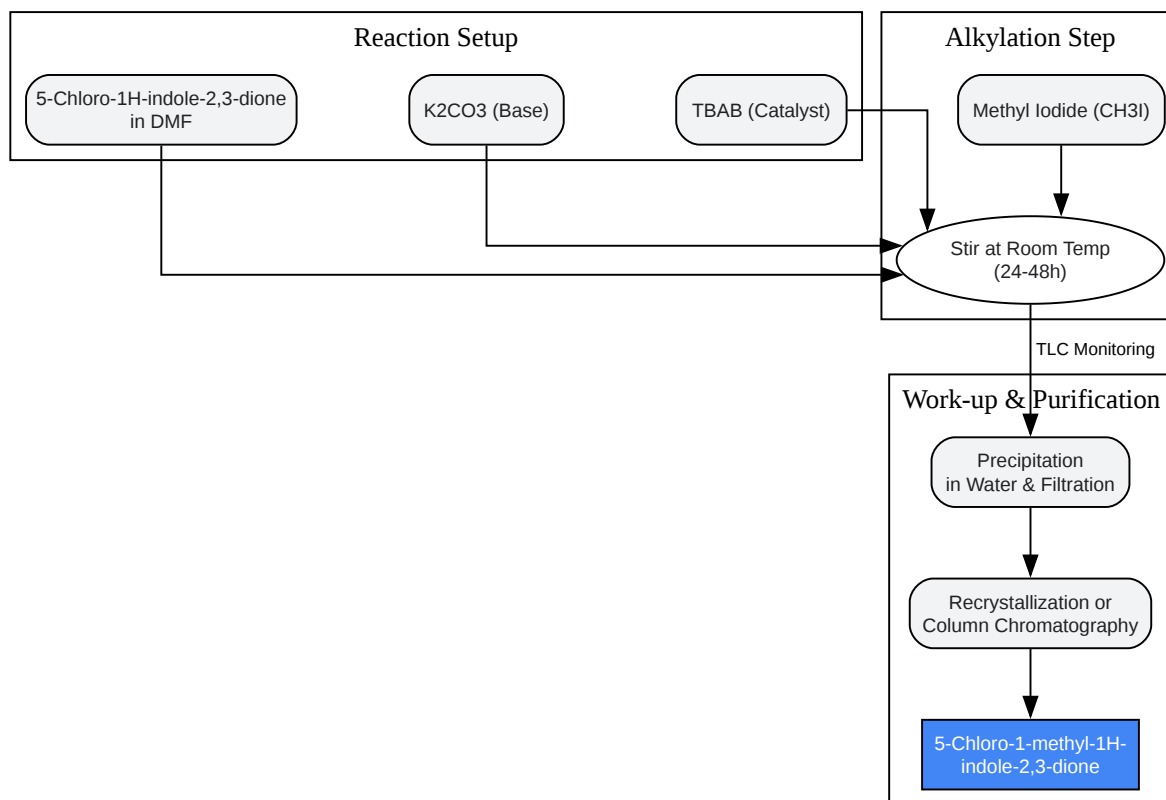 Reaction Setup
Alkylation Step
5-Chloro-1H-indole-2,3-dione
in DMF
K2CO3 (Base)
TBAB (Catalyst)
Methyl Iodide (CH3I)
Stir at Room Temp
(24-48h)
TLC Monitoring
Work-up & Purification
Precipitation
in Water & Filtration
Recrystallization or
Column Chromatography
5-Chloro-1-methyl-1H-
indole-2,3-dione